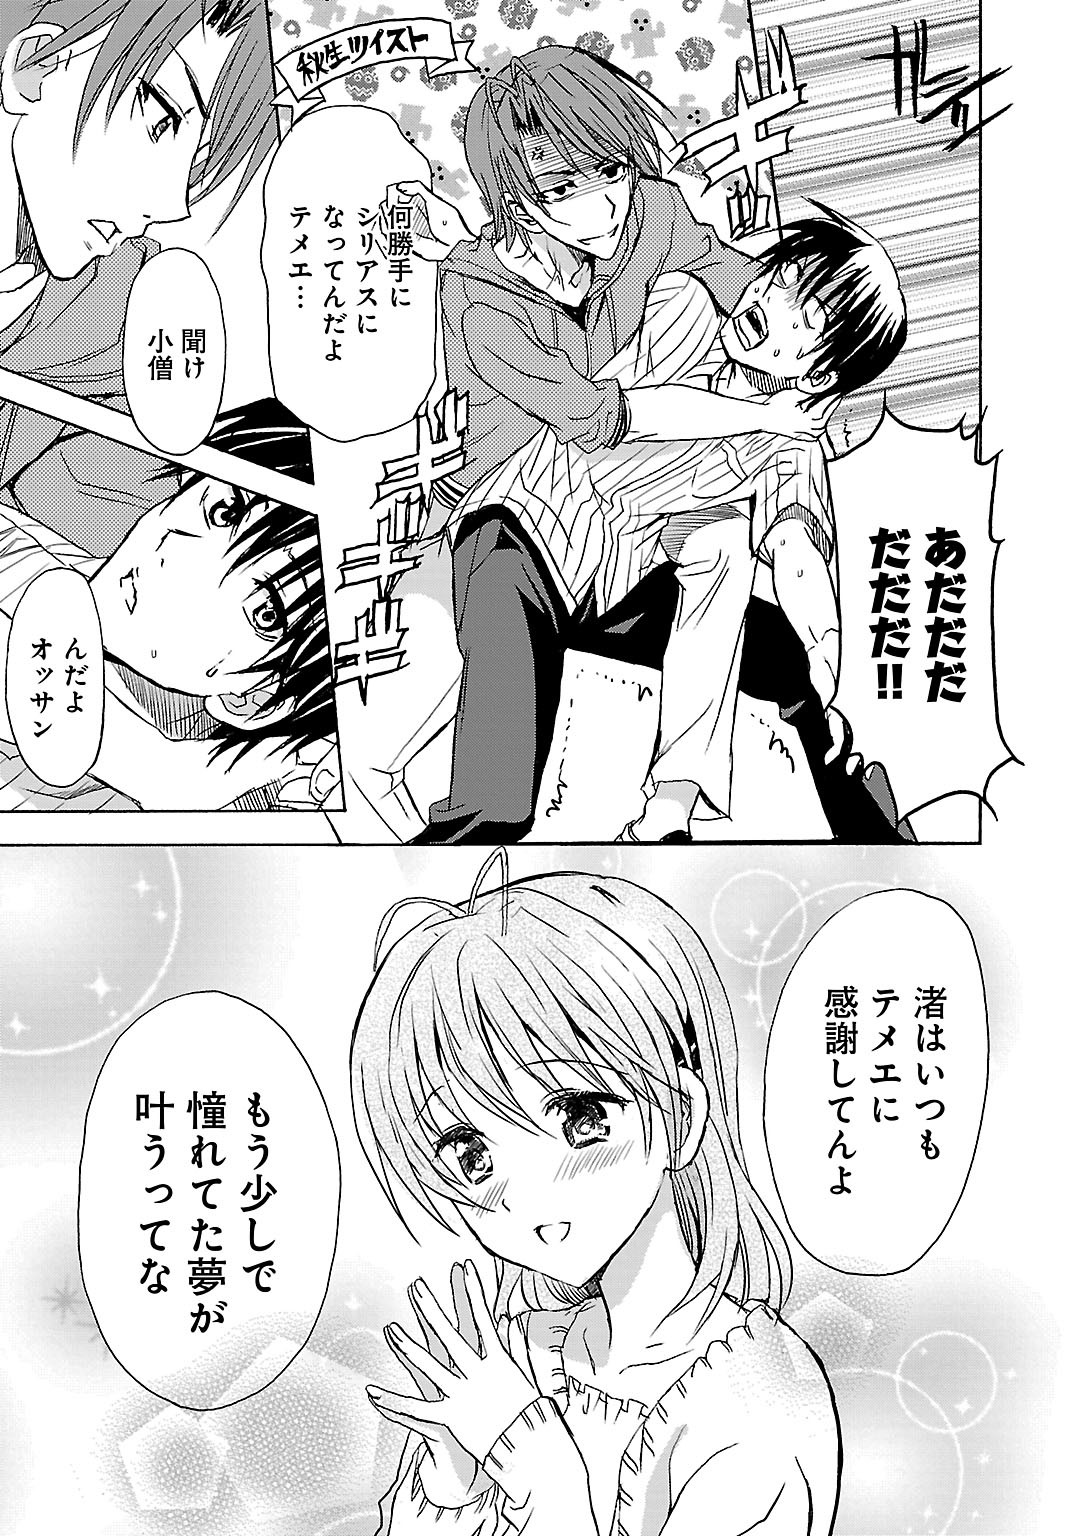 ガシィ
あだだだ
だだだ!!
ギ
ギ
秋生ツイスト
何勝手に
シリアスに
なってんだよ
テメエ…
ギ
ギ
ギ
聞け
小僧
んだよ
オッサン
渚はいつも
テメエに
感謝してんよ
もう少しで
憧れてた夢が
叶うってな